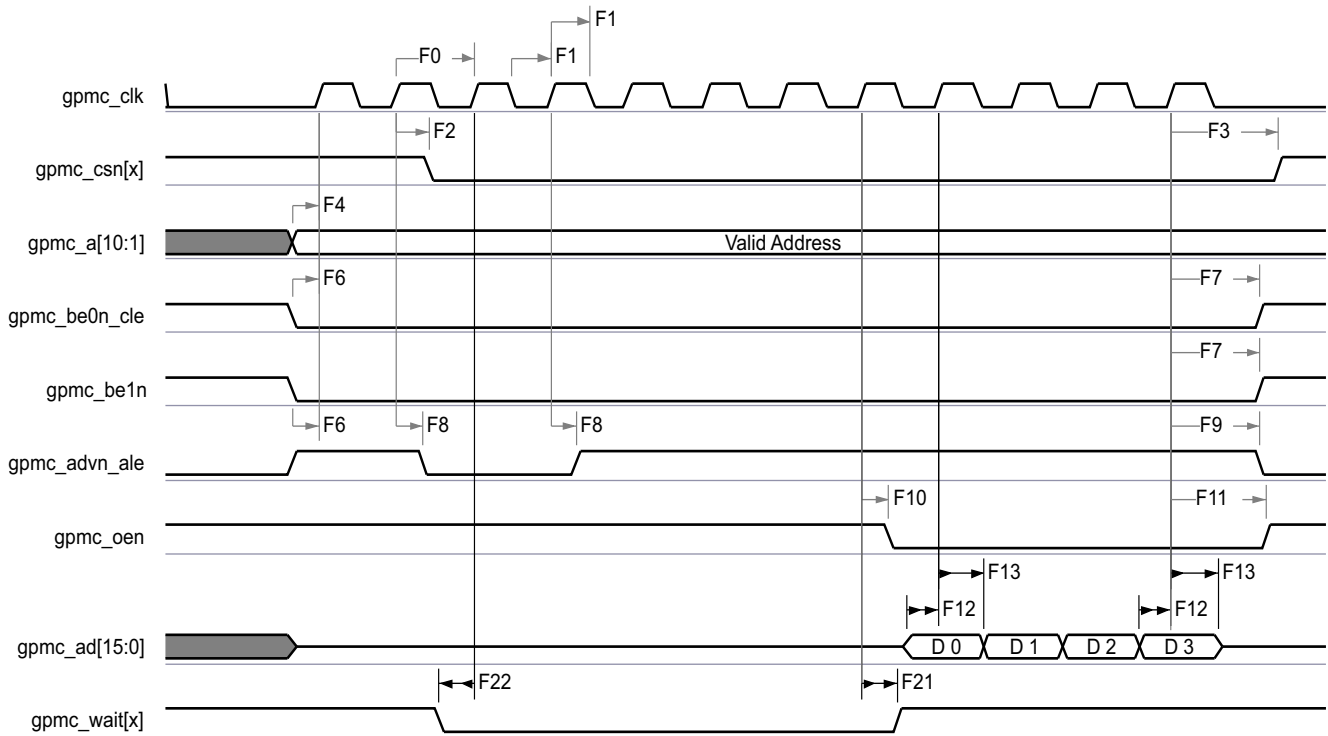 F1
F0 F1
gpmc_clk
F2 F3
gpmc_csn[x]
F4
gpmc_a[10:1] Valid Address
F6 F7
gpmc_be0n_cle
F7
gpmc_be1n
F6 F8 F8 F9
gpmc_advn_ale
F10 F11
gpmc_oen
F13 F13
F12 F12
gpmc_ad[15:0] D 0 D 1 D 2 D 3
F22 F21
gpmc_wait[x]